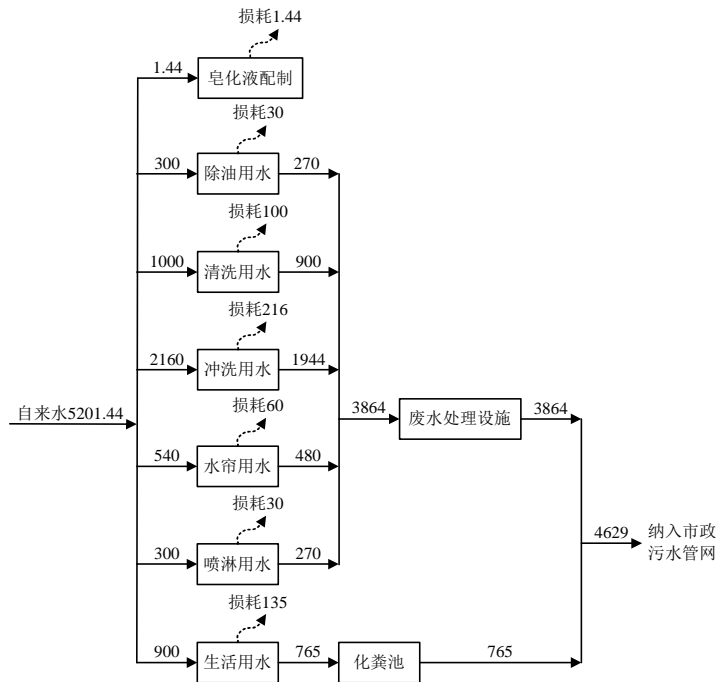 损耗1.44
1.44
皂化液配制
损耗30
300
除油用水
270
损耗100
1000
清洗用水
900
损耗216
2160
冲洗用水
1944
自来水5201.44
3864
废水处理设施
3864
损耗60
540
水帘用水
480
损耗30
300
喷淋用水
270
4629
纳入市政
污水管网
损耗135
900
生活用水
765
化粪池
765